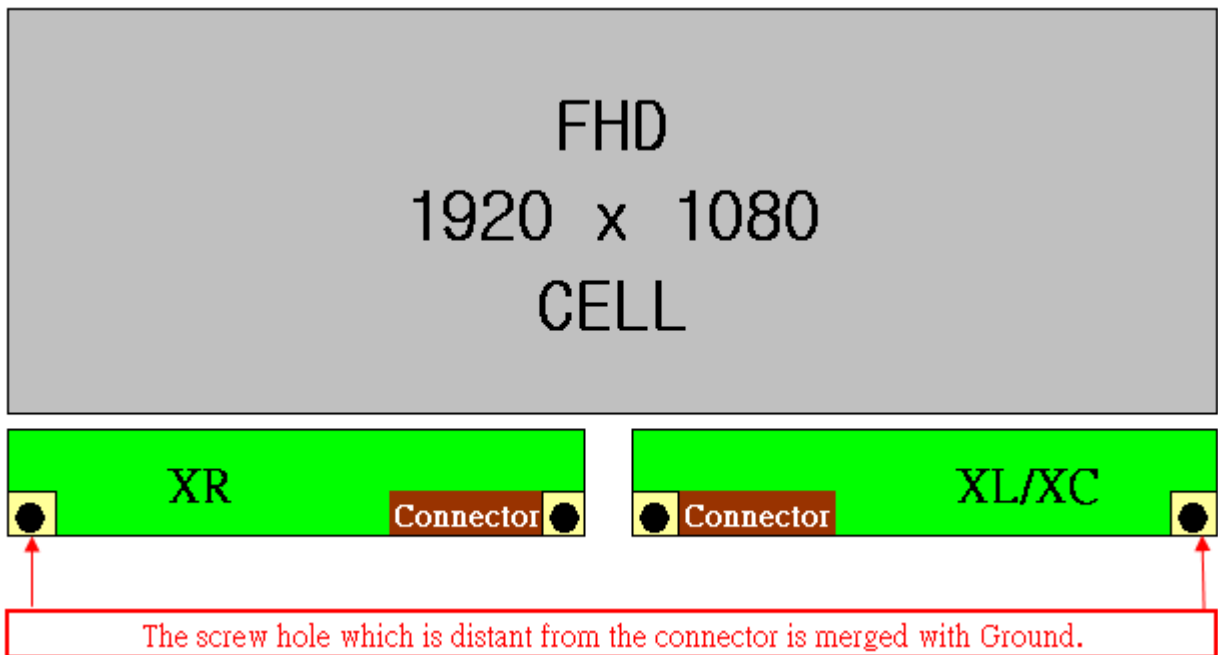 FHD
1920 x 1080
CELL
XR
Connector
Connector
XL/XC
The screw hole which is distant from the connector is merged with Ground.